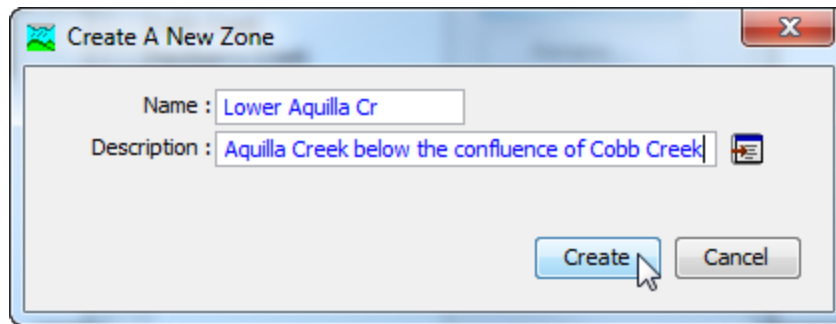 Create A New Zone
Name : Lower Aquilla Cr
Description : Aquilla Creek below the confluence of Cobb Creek
Create Cancel